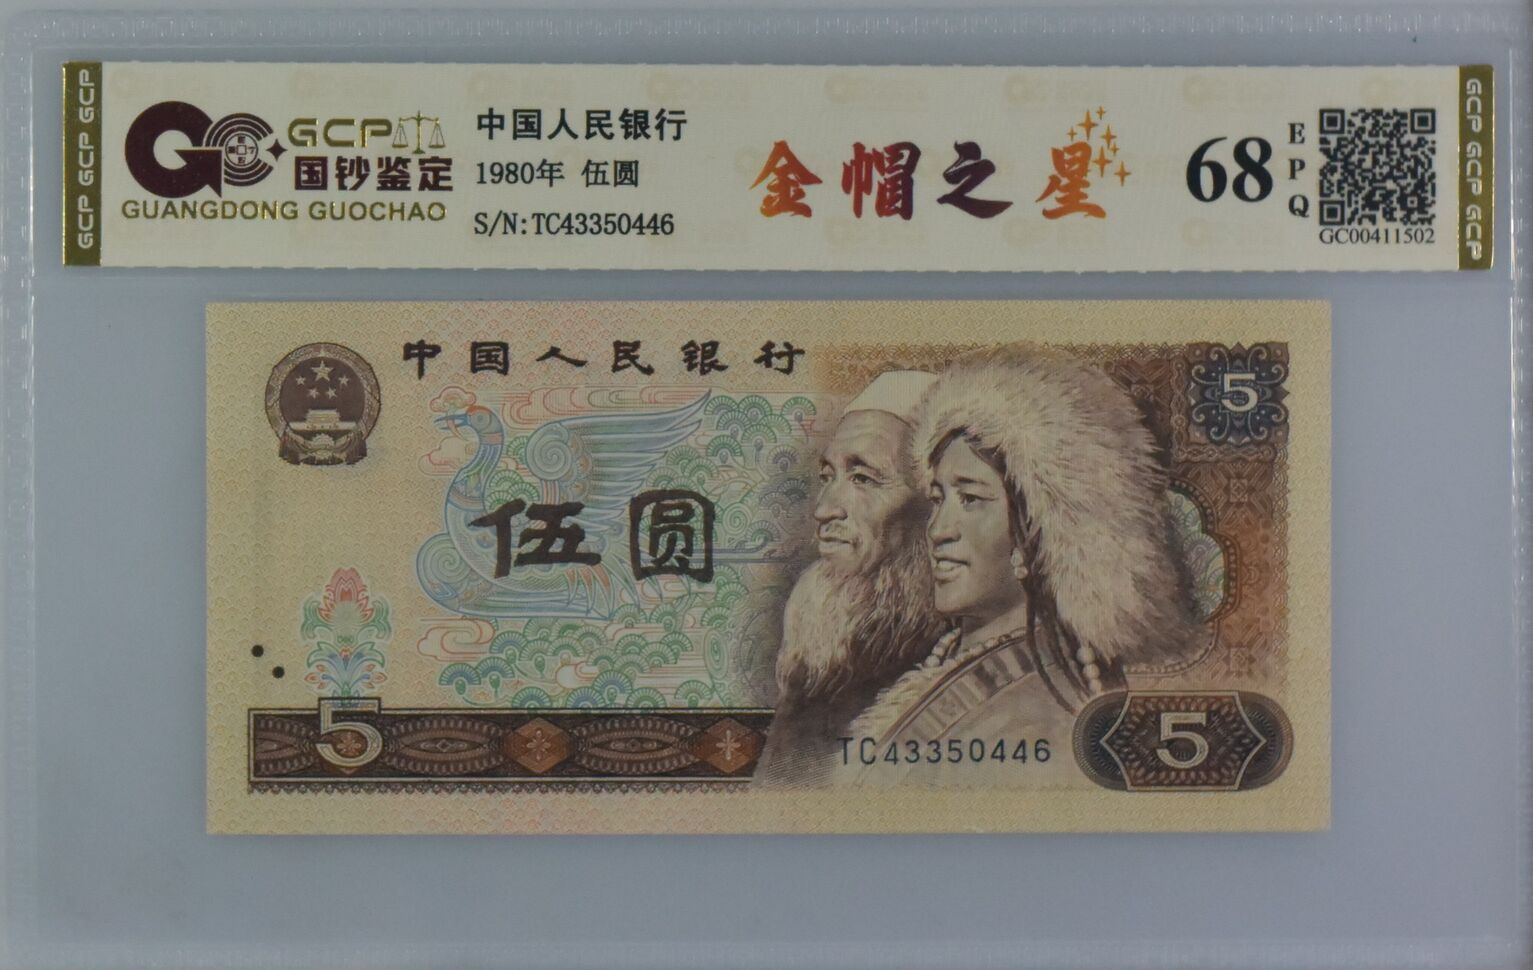 GCP GCP GCP
GCP
国钞鉴定
GUANGDONG GUOCHAO
中国人民银行
1980年 伍圆
S/N:TC43350446
金帽之星
68
EPQ
GC00411502
GCP GCP GCP
中国人民银行
5
伍圆
5
TC43350446
5